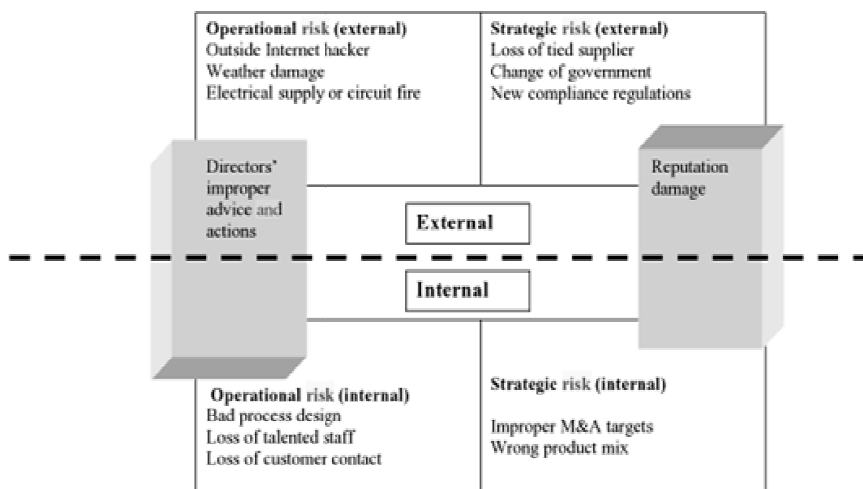 Operational risk (external)
Outside Internet hacker
Weather damage
Electrical supply or circuit fire
Strategic risk (external)
Loss of tied supplier
Change of government
New compliance regulations
Directors'
improper
advice and
actions
Reputation
damage
External
Internal
Operational risk (internal)
Bad process design
Loss of talented staff
Loss of customer contact
Strategic risk (internal)
Improper M&A targets
Wrong product mix